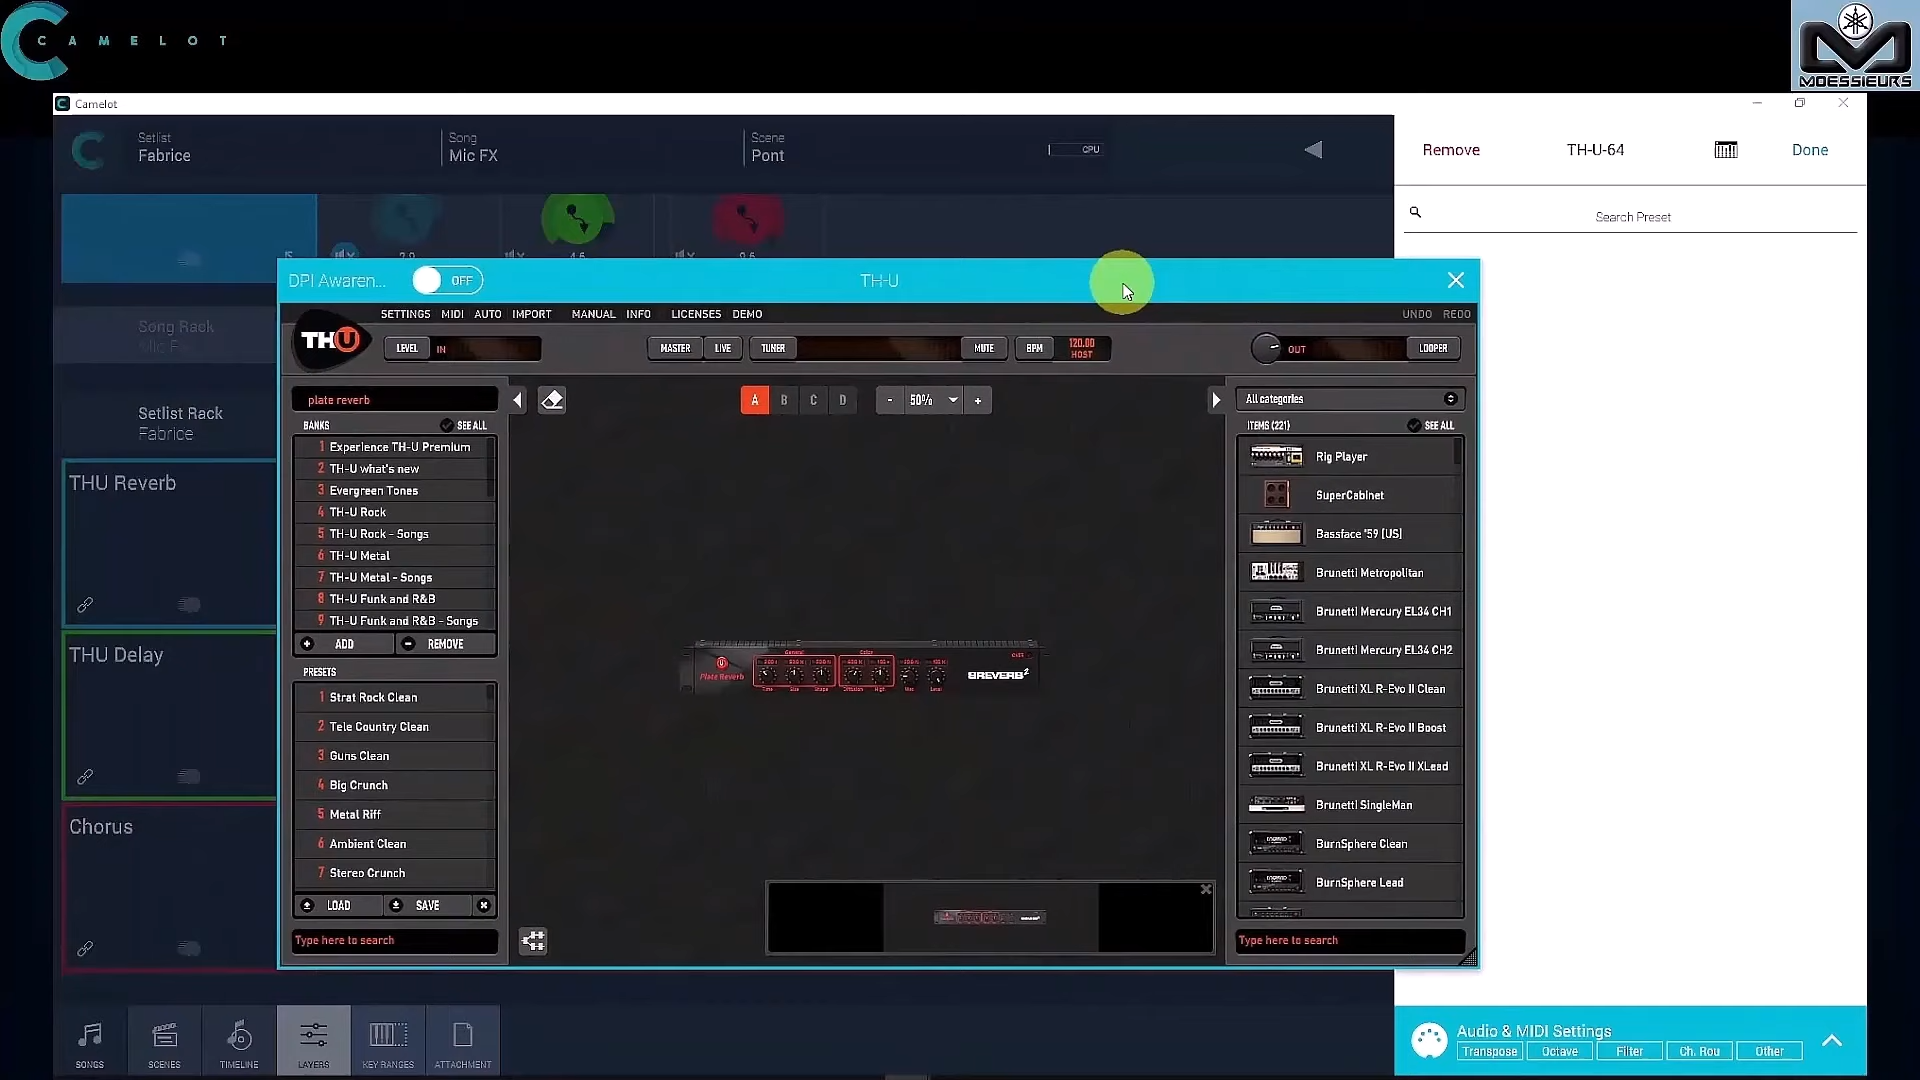 CAMELOT
MOESSIEURS
Camelot
Setlist
Fabrice
Song
Mic FX
Scene
Pont
CPU
Remove
TH-U-64
Done
Search Preset
DPI Awaren...
OFF
TH-U
SETTINGS MIDI AUTO IMPORT MANUAL INFO LICENSES DEMO
UNDO REDO
THU
LEVEL IN
MASTER LIVE TUNER MUTE BPM 120.00 HOST
OUT LOOPER
plate reverb
A B C D - 50% +
All categories
BANKS SEE ALL
1 Experience TH-U Premium
2 TH-U what's new
3 Evergreen Tones
4 TH-U Rock
5 TH-U Rock - Songs
6 TH-U Metal
7 TH-U Metal - Songs
8 TH-U Funk and R&B
9 TH-U Funk and R&B - Songs
ADD REMOVE
PRESETS
1 Strat Rock Clean
2 Tele Country Clean
3 Guns Clean
4 Big Crunch
5 Metal Riff
6 Ambient Clean
7 Stereo Crunch
LOAD SAVE
Type here to search
Plate Reverb
BREVERB2
ITEMS (221) SEE ALL
Rig Player
SuperCabinet
Bassface '59 [US]
Brunetti Metropolitan
Brunetti Mercury EL34 CH1
Brunetti Mercury EL34 CH2
Brunetti XL R-Evo II Clean
Brunetti XL R-Evo II Boost
Brunetti XL R-Evo II XLead
Brunetti SingleMan
BurnSphere Clean
BurnSphere Lead
Type here to search
Song Rack
Mic FX
Setlist Rack
Fabrice
THU Reverb
THU Delay
Chorus
SONGS SCENES TIMELINE LAYERS KEY RANGES ATTACHMENT
Audio & MIDI Settings
Transpose Octave Filter Ch. Rou Other